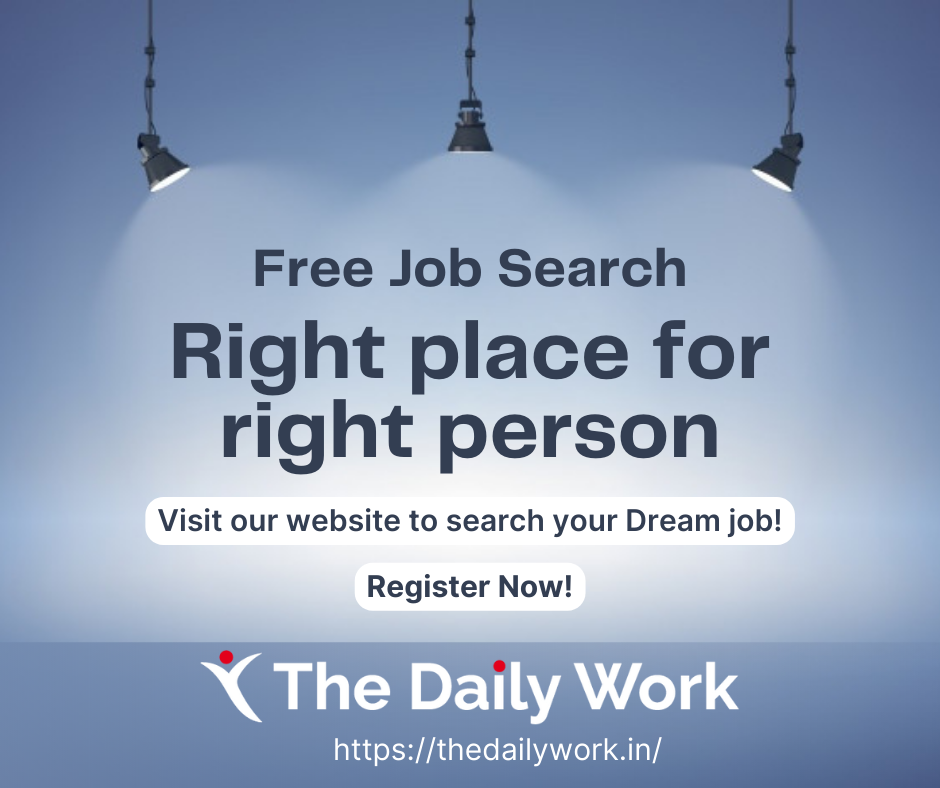 Free Job Search
Right place for
right person
Visit our website to search your Dream job!
Register Now!
The Daily Work
https://thedailywork.in/